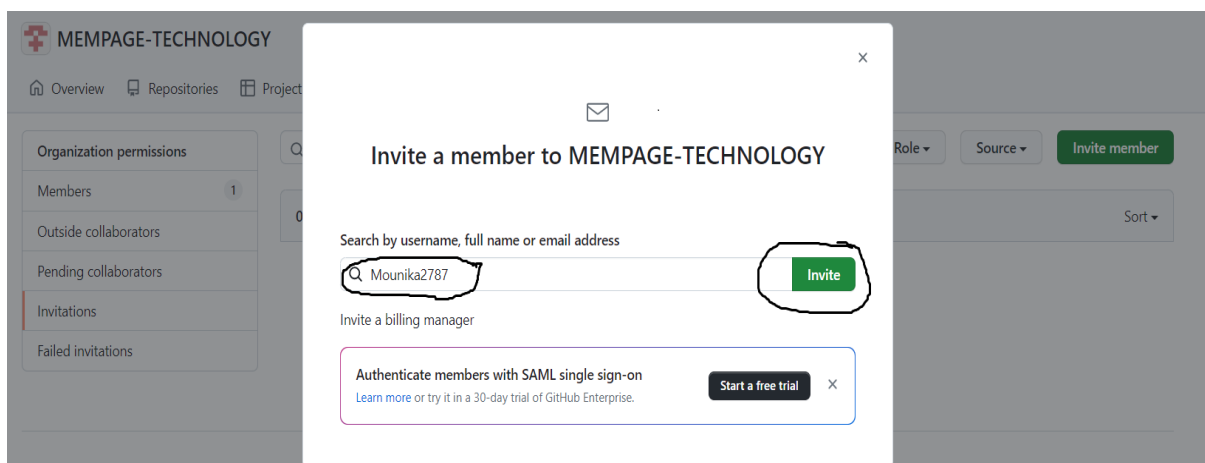 MEMPAGE-TECHNOLOGY
Overview Repositories Project
Organization permissions
Members 1
Outside collaborators
Pending collaborators
Invitations
Failed invitations
0
Role Source Invite member
Sort
Invite a member to MEMPAGE-TECHNOLOGY
Search by username, full name or email address
Mounika2787 Invite
Invite a billing manager
Authenticate members with SAML single sign-on
Learn more or try it in a 30-day trial of GitHub Enterprise.
Start a free trial